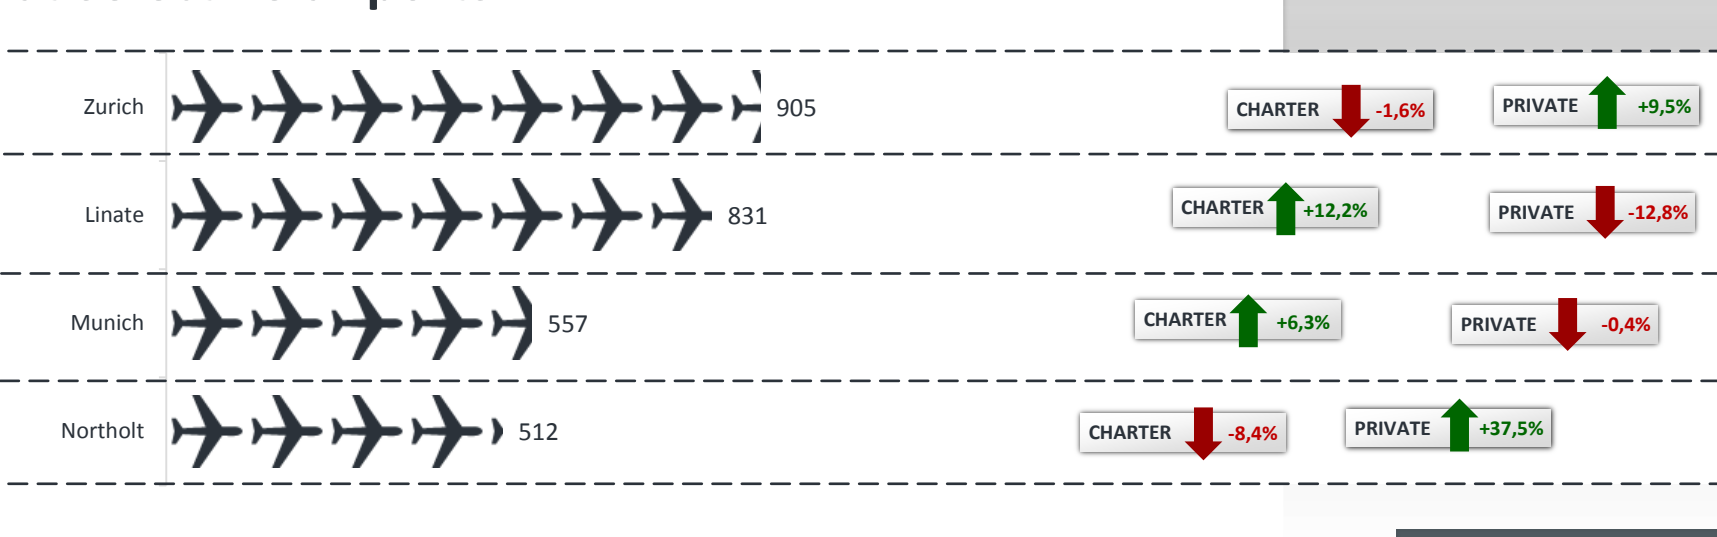 Zurich 905 CHARTER -1,6% PRIVATE +9,5%
Linate 831 CHARTER +12,2% PRIVATE -12,8%
Munich 557 CHARTER +6,3% PRIVATE -0,4%
Northolt 512 CHARTER -8,4% PRIVATE +37,5%